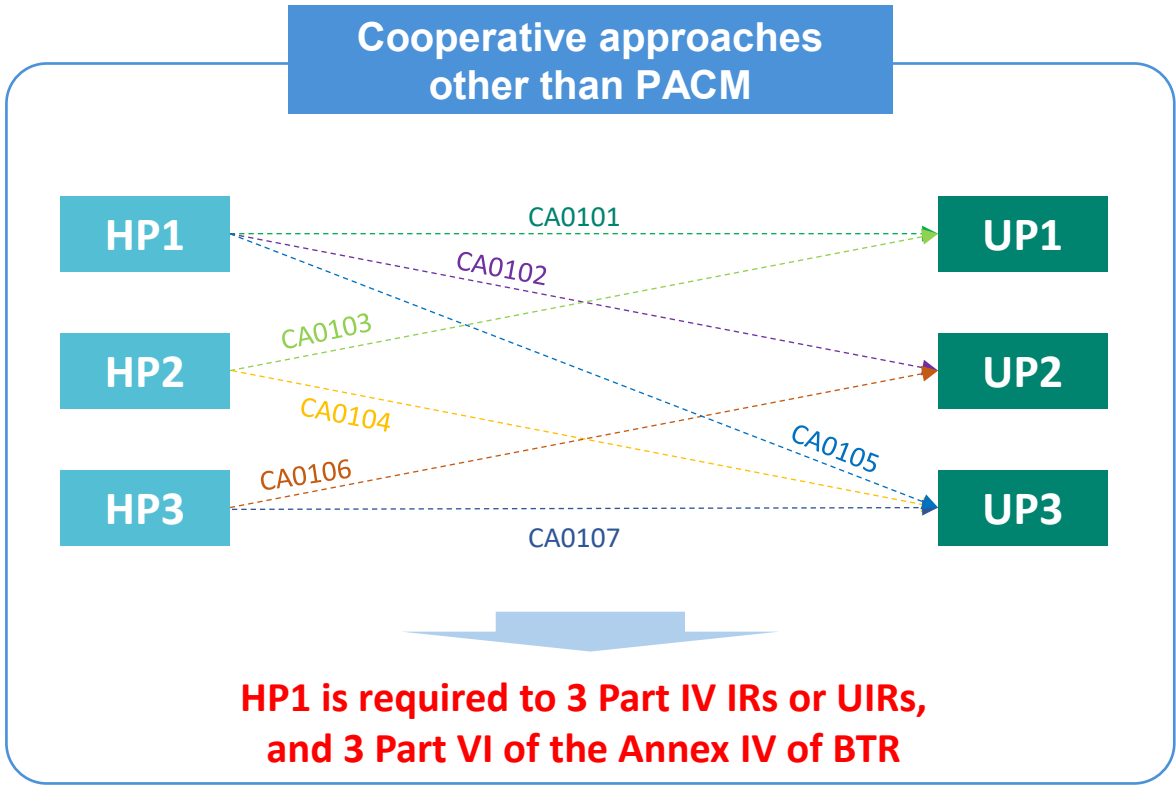 Cooperative approaches
other than PACM
HP1
CA0101
UP1
CA0102
CA0103
HP2
UP2
CA0104
CA0105
CA0106
HP3
UP3
CA0107
HP1 is required to 3 Part IV IRs or UIRs,
and 3 Part VI of the Annex IV of BTR